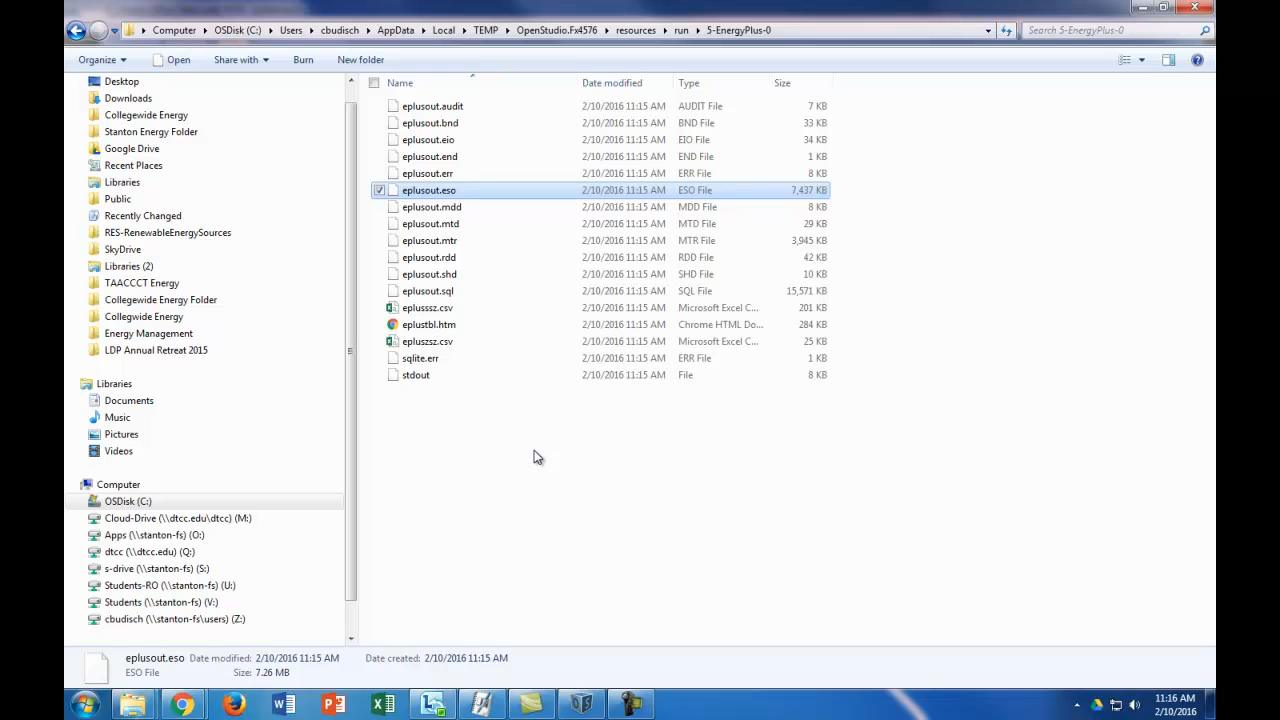 Computer OSDisk (C:) Users cbudisch AppData Local TEMP OpenStudio.Fx4576 resources run 5-EnergyPlus-0 Search 5-EnergyPlus-0
Organize Open Share with Burn New folder
Name Date modified Type Size
Desktop
Downloads
Collegewide Energy
Stanton Energy Folder
Google Drive
Recent Places
Libraries
Public
Recently Changed
RES-RenewableEnergySources
SkyDrive
Libraries (2)
TAACCCT Energy
Collegewide Energy Folder
Collegwide Energy
Energy Management
LDP Annual Retreat 2015
Libraries
Documents
Music
Pictures
Videos
Computer
OSDisk (C:)
Cloud-Drive (\\dtcc.edu\dtcc) (M:)
Apps (\\stanton-fs) (O:)
dtcc (\\dtcc.edu) (Q:)
s-drive (\\stanton-fs) (S:)
Students-RO (\\stanton-fs) (U:)
Students (\\stanton-fs) (V:)
cbudisch (\\stanton-fs\users) (Z:)
eplusout.audit 2/10/2016 11:15 AM AUDIT File 7 KB
eplusout.bnd 2/10/2016 11:15 AM BND File 33 KB
eplusout.eio 2/10/2016 11:15 AM EIO File 34 KB
eplusout.end 2/10/2016 11:15 AM END File 1 KB
eplusout.err 2/10/2016 11:15 AM ERR File 8 KB
eplusout.eso 2/10/2016 11:15 AM ESO File 7,437 KB
eplusout.mdd 2/10/2016 11:15 AM MDD File 8 KB
eplusout.mtd 2/10/2016 11:15 AM MTD File 29 KB
eplusout.mtr 2/10/2016 11:15 AM MTR File 3,945 KB
eplusout.rdd 2/10/2016 11:15 AM RDD File 42 KB
eplusout.shd 2/10/2016 11:15 AM SHD File 10 KB
eplusout.sql 2/10/2016 11:15 AM SQL File 15,571 KB
eplusssz.csv 2/10/2016 11:15 AM Microsoft Excel C... 201 KB
eplustbl.htm 2/10/2016 11:15 AM Chrome HTML Do... 284 KB
epluszsz.csv 2/10/2016 11:15 AM Microsoft Excel C... 25 KB
sqlite.err 2/10/2016 11:15 AM ERR File 1 KB
stdout 2/10/2016 11:15 AM File 8 KB
eplusout.eso Date modified: 2/10/2016 11:15 AM Date created: 2/10/2016 11:15 AM
ESO File Size: 7.26 MB
11:16 AM
2/10/2016